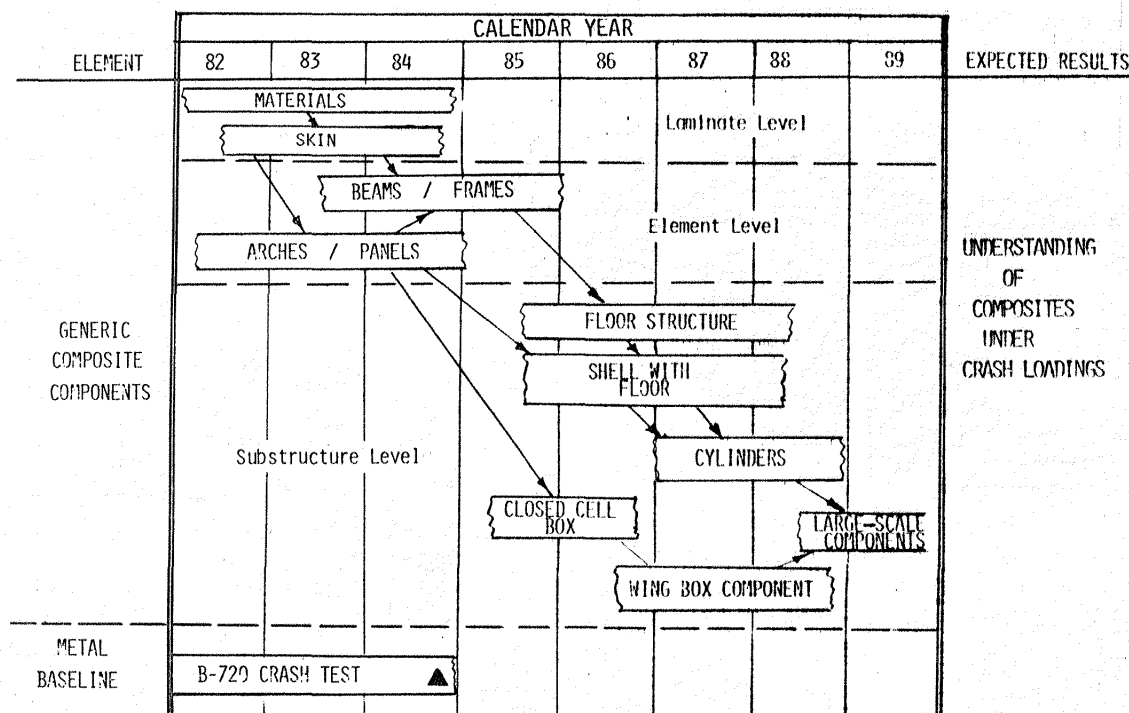 CALENDAR YEAR
ELEMENT 82 83 84 85 86 87 88 89 EXPECTED RESULTS
MATERIALS
Laminate Level
SKIN
BEAMS / FRAMES
Element Level
ARCHES / PANELS
UNDERSTANDING
OF
COMPOSITES
UNDER
CRASH LOADINGS
GENERIC
COMPOSITE
COMPONENTS
FLOOR STRUCTURE
SHELL WITH
FLOOR
Substructure Level
CYLINDERS
CLOSED CELL
BOX
LARGE-SCALE
COMPONENTS
WING BOX COMPONENT
METAL
BASELINE
B-720 CRASH TEST